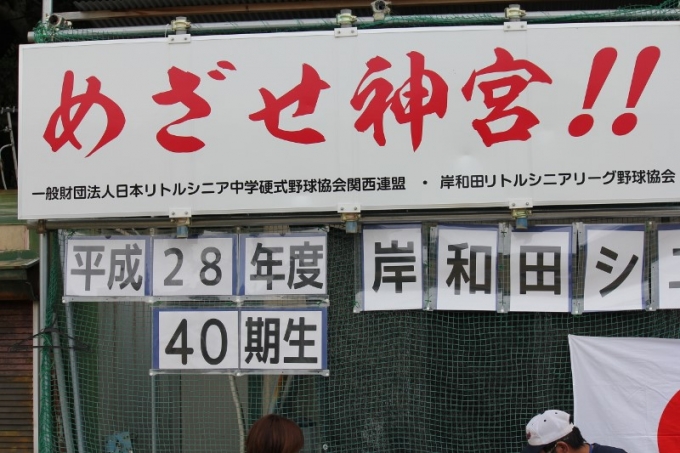 めざせ神宮!!
一般財団法人日本リトルシニア中学硬式野球協会関西連盟 ・ 岸和田リトルシニアリーグ野球協会
平成28年度 岸和田シ
40期生